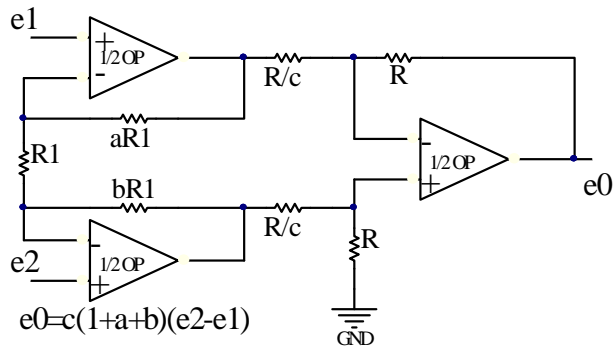 e1
+
1/2OP
-
R/c
R
aR1
R1
-
1/2OP
+
e0
bR1
R/c
-
1/2OP
+
e2
R
e0=c(1+a+b)(e2-e1)
GND